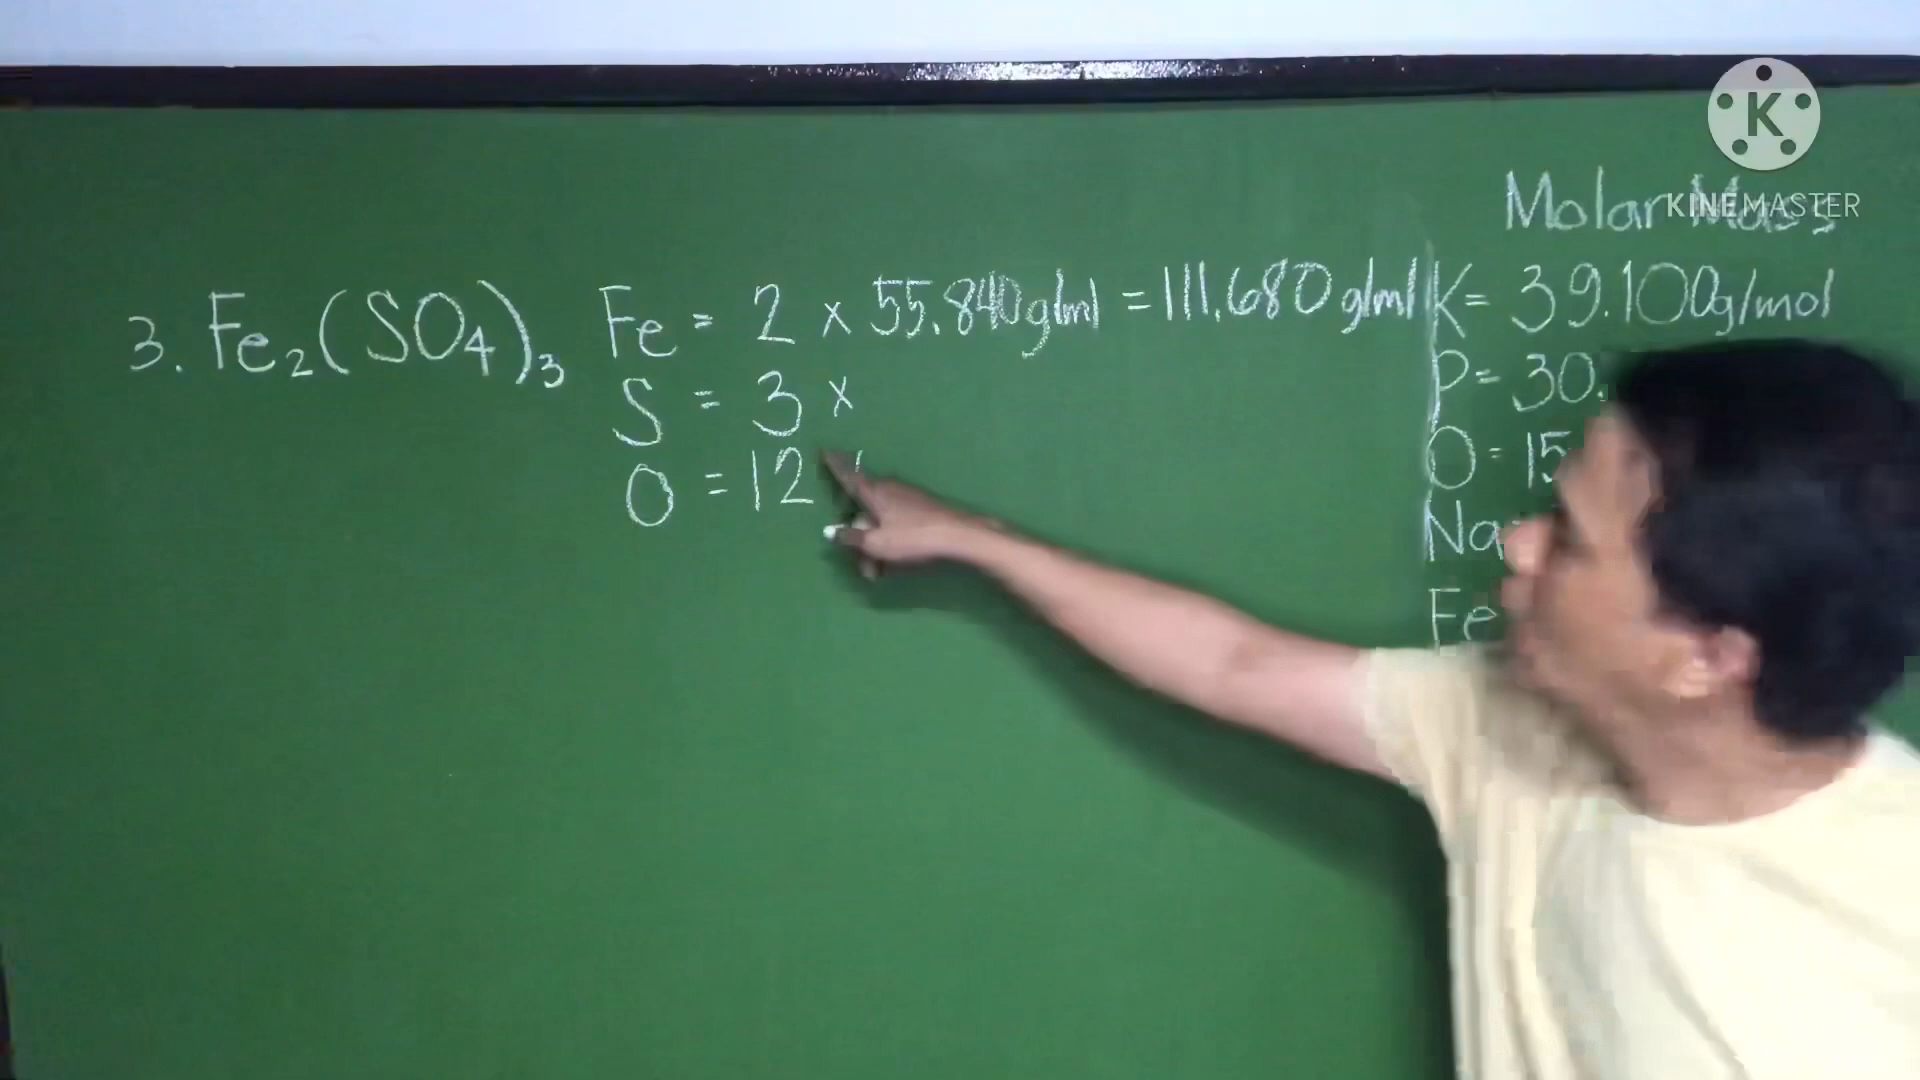 K
KINEMASTER
Molar Mass
3. Fe₂(SO₄)₃ Fe = 2 x 55.840g/ml = 111.680 g/ml
S = 3 x
O = 12
K = 39.100g/mol
P = 30.
O = 15
Na
Fe